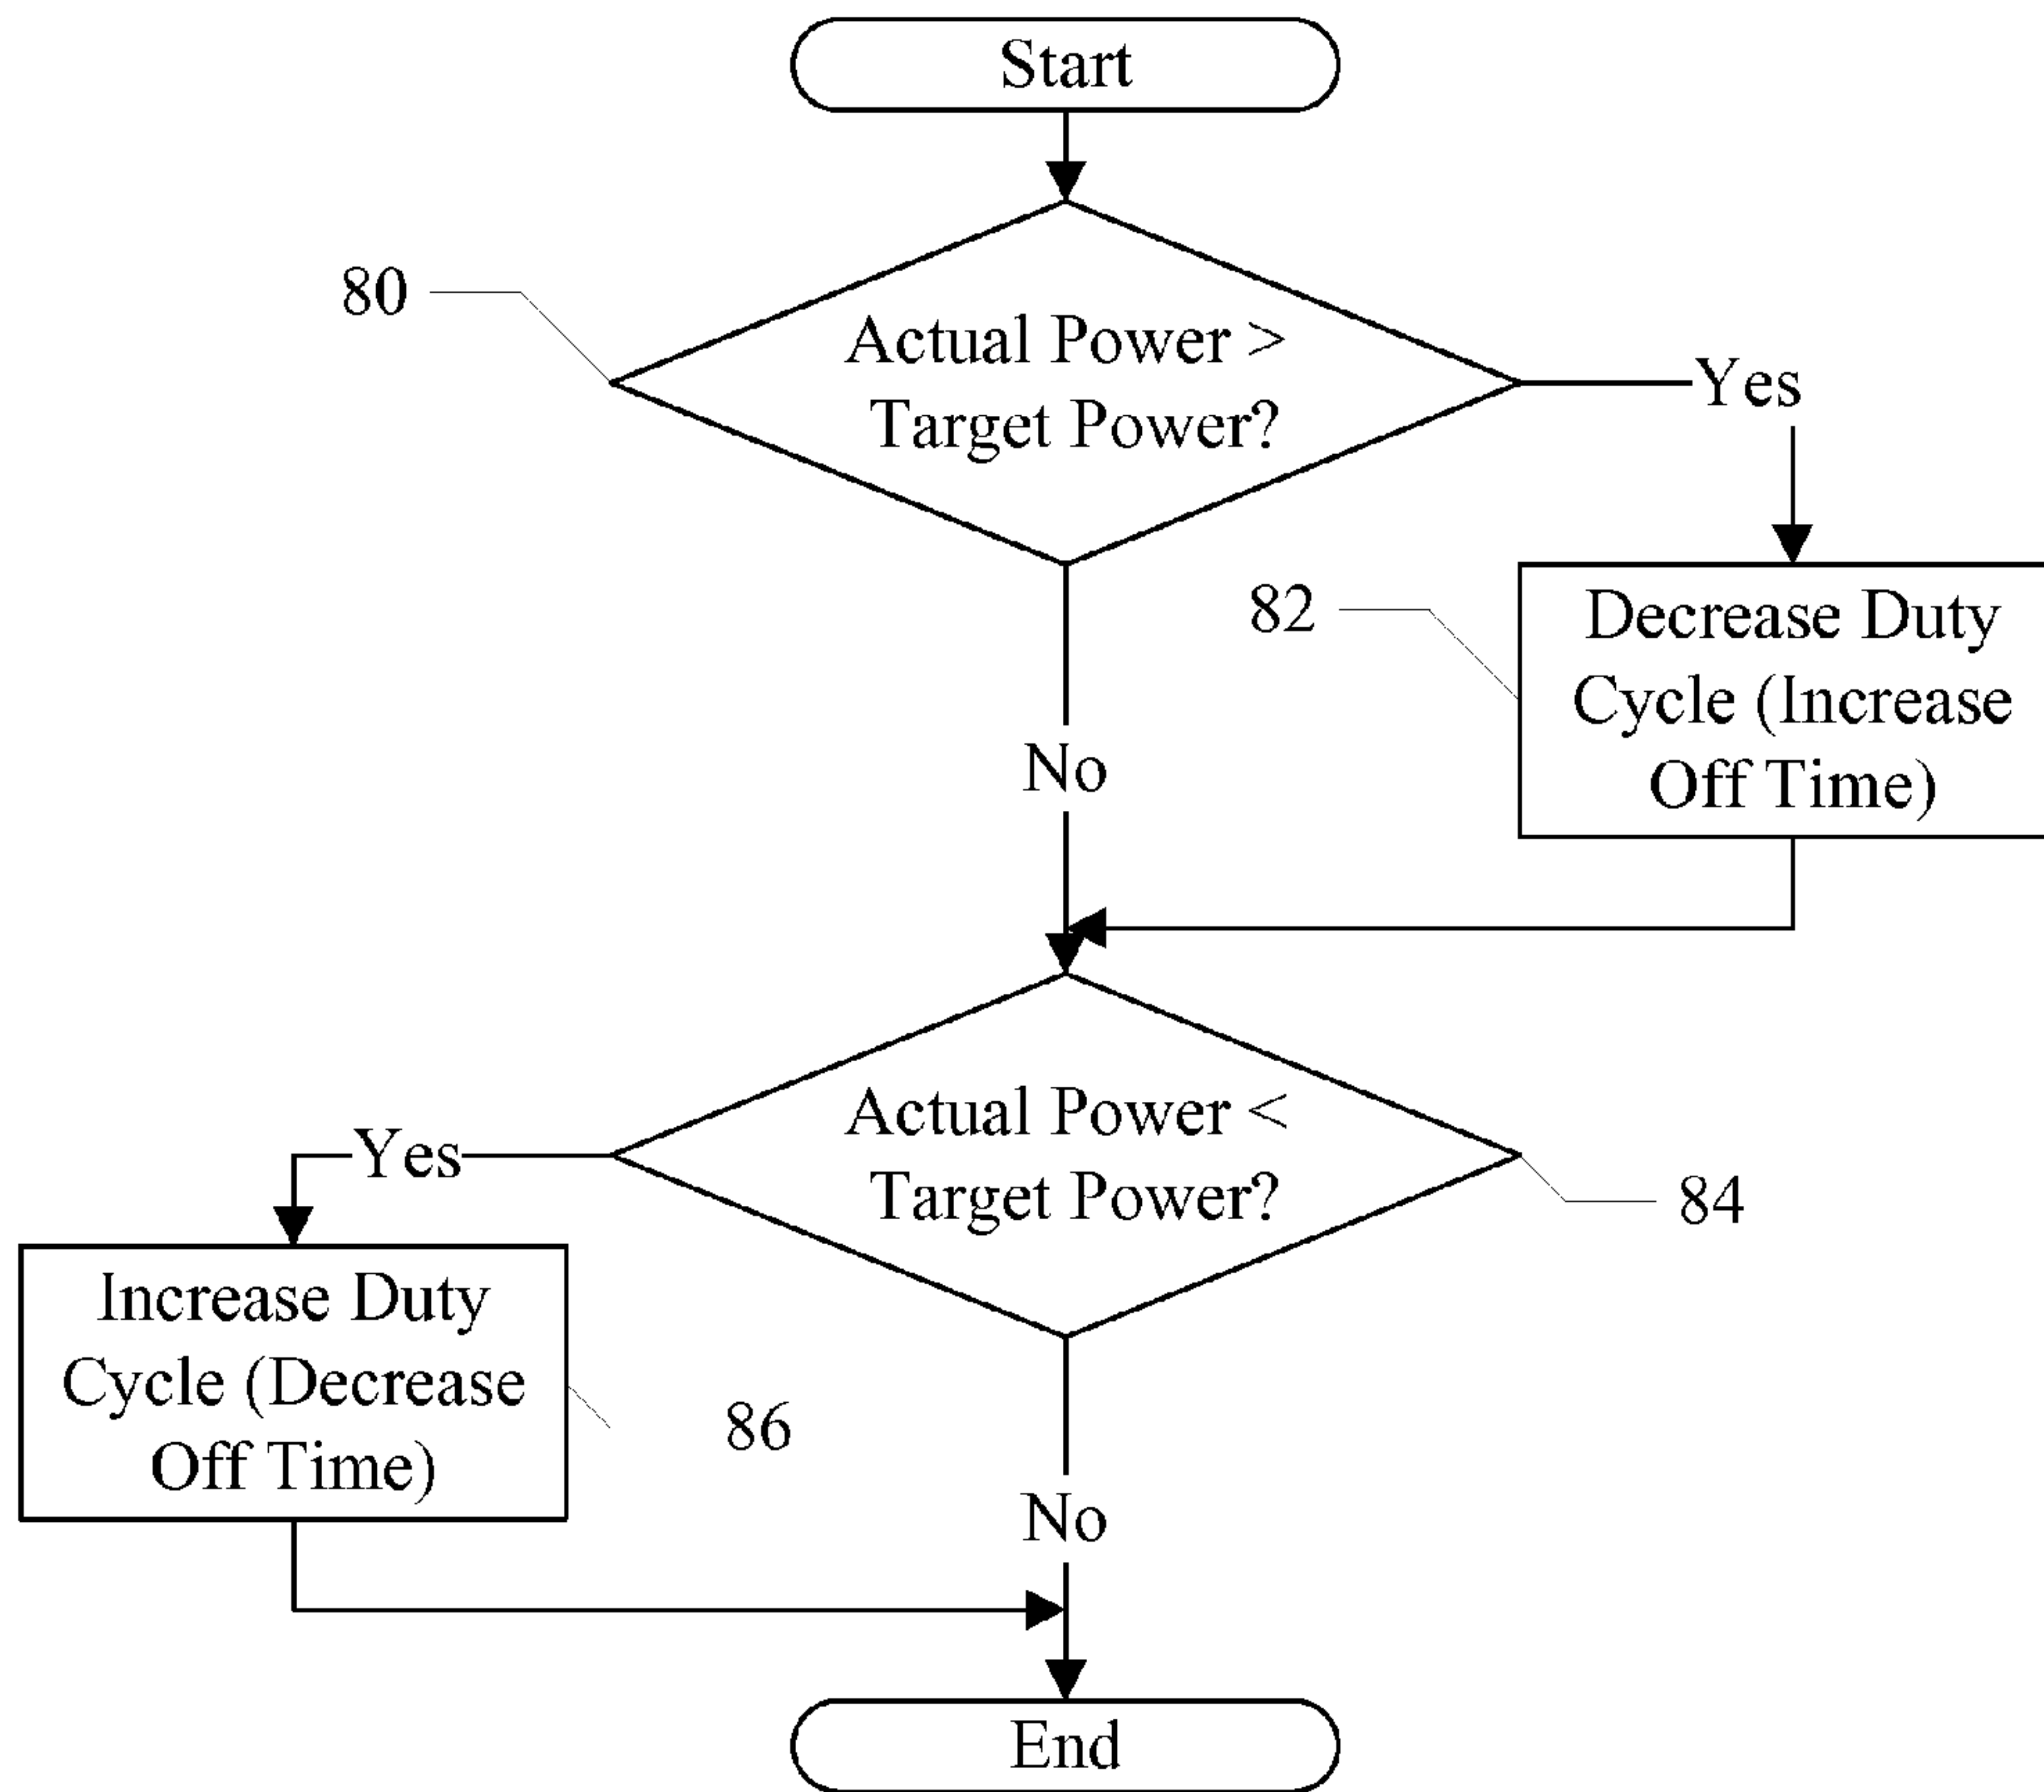 Start
80
Actual Power >
Target Power?
Yes
82
Decrease Duty
Cycle (Increase
Off Time)
No
Actual Power <
Target Power?
Yes
84
Increase Duty
Cycle (Decrease
Off Time)
86
No
End